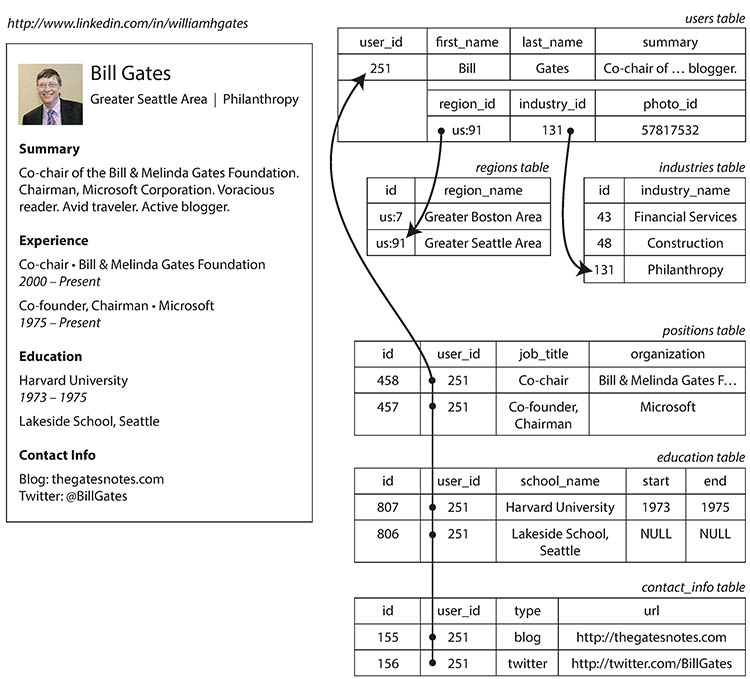 http://www.linkedin.com/in/williamhgates
Bill Gates
Greater Seattle Area | Philanthropy
Summary
Co-chair of the Bill & Melinda Gates Foundation.
Chairman, Microsoft Corporation. Voracious
reader. Avid traveler. Active blogger.
Experience
Co-chair • Bill & Melinda Gates Foundation
2000 – Present
Co-founder, Chairman • Microsoft
1975 – Present
Education
Harvard University
1973 – 1975
Lakeside School, Seattle
Contact Info
Blog: thegatesnotes.com
Twitter: @BillGates
users table
user_id first_name last_name summary
251 Bill Gates Co-chair of … blogger.
region_id industry_id photo_id
us:91 131 57817532
regions table
id region_name
us:7 Greater Boston Area
us:91 Greater Seattle Area
industries table
id industry_name
43 Financial Services
48 Construction
131 Philanthropy
positions table
id user_id job_title organization
458 251 Co-chair Bill & Melinda Gates F…
457 251 Co-founder, Microsoft
Chairman
education table
id user_id school_name start end
807 251 Harvard University 1973 1975
806 251 Lakeside School, NULL NULL
Seattle
contact_info table
id user_id type url
155 251 blog http://thegatesnotes.com
156 251 twitter http://twitter.com/BillGates